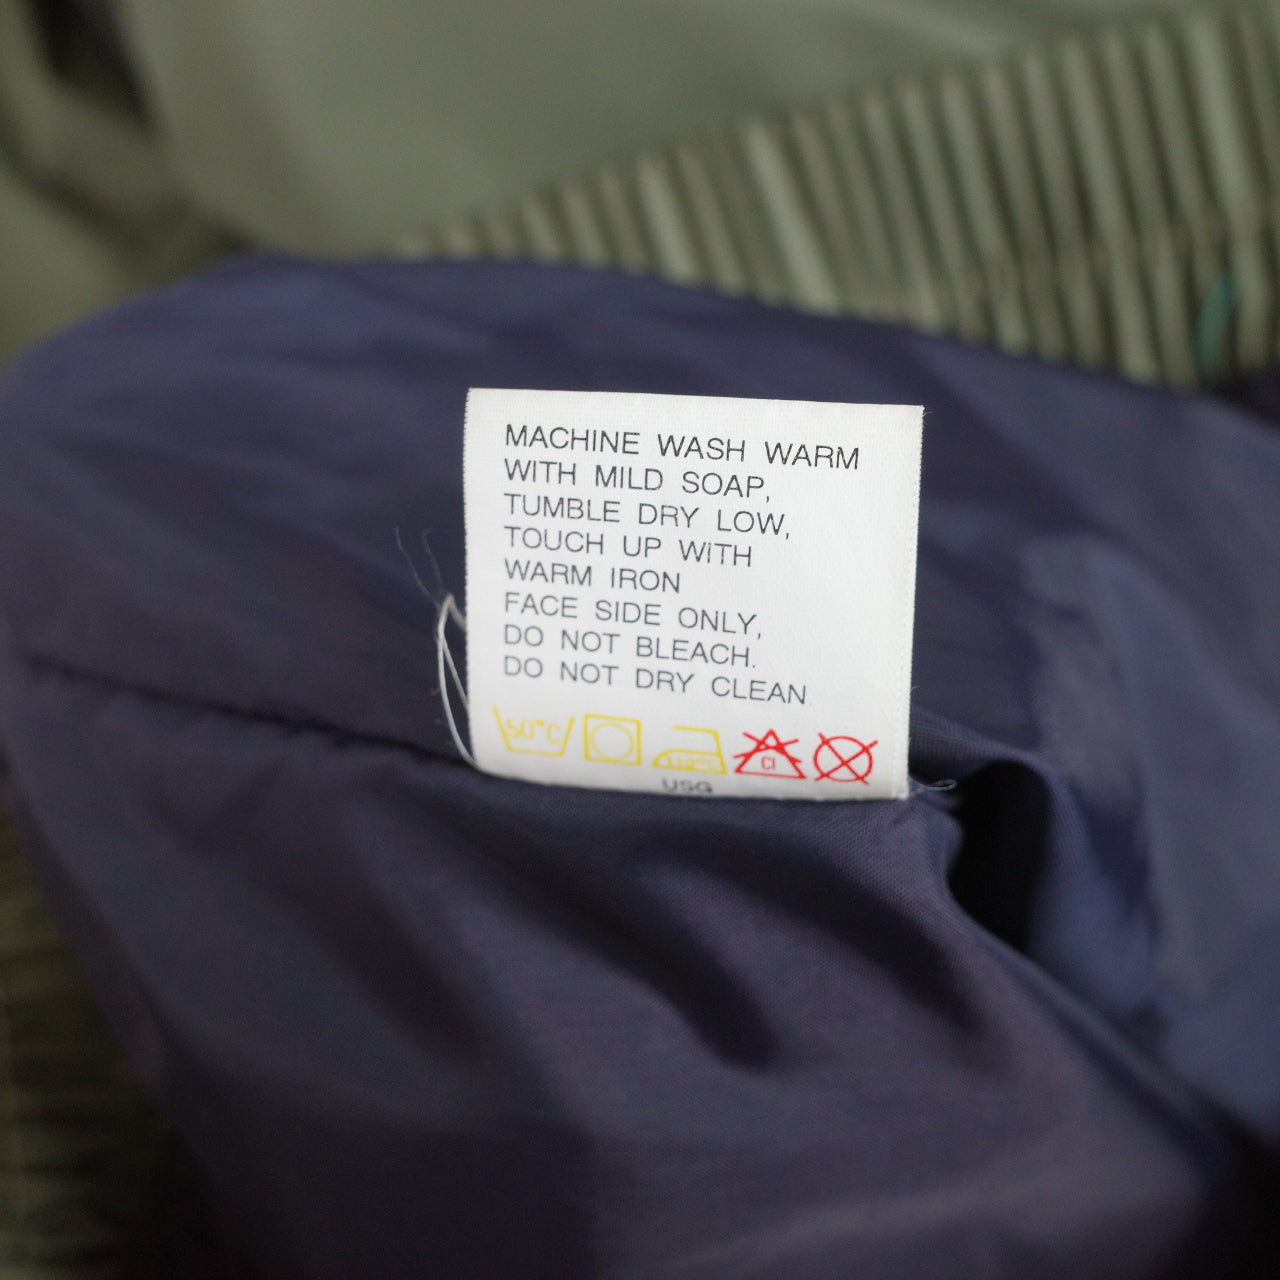 MACHINE WASH WARM
WITH MILD SOAP,
TUMBLE DRY LOW,
TOUCH UP WITH
WARM IRON
FACE SIDE ONLY,
DO NOT BLEACH.
DO NOT DRY CLEAN
50°C 110°C Cl
USG